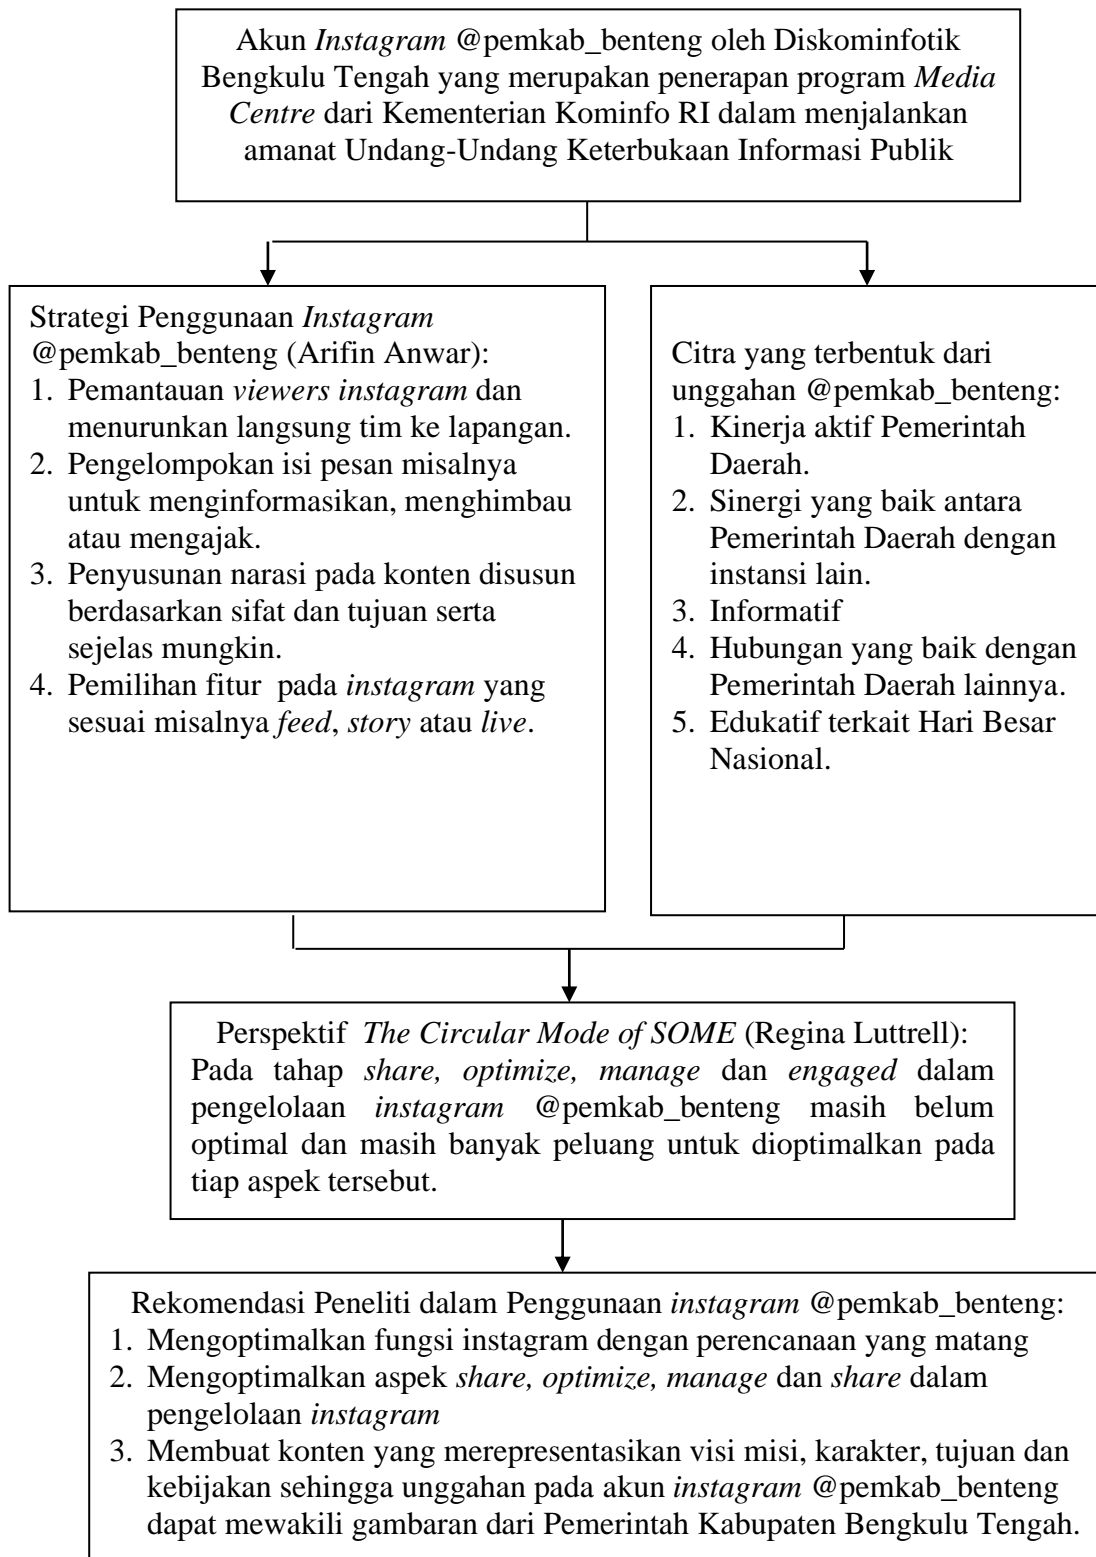 Akun Instagram @pemkab_benteng oleh Diskominfotik
Bengkulu Tengah yang merupakan penerapan program Media
Centre dari Kementerian Kominfo RI dalam menjalankan
amanat Undang-Undang Keterbukaan Informasi Publik
Strategi Penggunaan Instagram
@pemkab_benteng (Arifin Anwar):
1. Pemantauan viewers instagram dan
menurunkan langsung tim ke lapangan.
2. Pengelompokan isi pesan misalnya
untuk menginformasikan, menghimbau
atau mengajak.
3. Penyusunan narasi pada konten disusun
berdasarkan sifat dan tujuan serta
sejelas mungkin.
4. Pemilihan fitur pada instagram yang
sesuai misalnya feed, story atau live.
Citra yang terbentuk dari
unggahan @pemkab_benteng:
1. Kinerja aktif Pemerintah
Daerah.
2. Sinergi yang baik antara
Pemerintah Daerah dengan
instansi lain.
3. Informatif
4. Hubungan yang baik dengan
Pemerintah Daerah lainnya.
5. Edukatif terkait Hari Besar
Nasional.
Perspektif The Circular Mode of SOME (Regina Luttrell):
Pada tahap share, optimize, manage dan engaged dalam
pengelolaan instagram @pemkab_benteng masih belum
optimal dan masih banyak peluang untuk dioptimalkan pada
tiap aspek tersebut.
Rekomendasi Peneliti dalam Penggunaan instagram @pemkab_benteng:
1. Mengoptimalkan fungsi instagram dengan perencanaan yang matang
2. Mengoptimalkan aspek share, optimize, manage dan share dalam
pengelolaan instagram
3. Membuat konten yang merepresentasikan visi misi, karakter, tujuan dan
kebijakan sehingga unggahan pada akun instagram @pemkab_benteng
dapat mewakili gambaran dari Pemerintah Kabupaten Bengkulu Tengah.